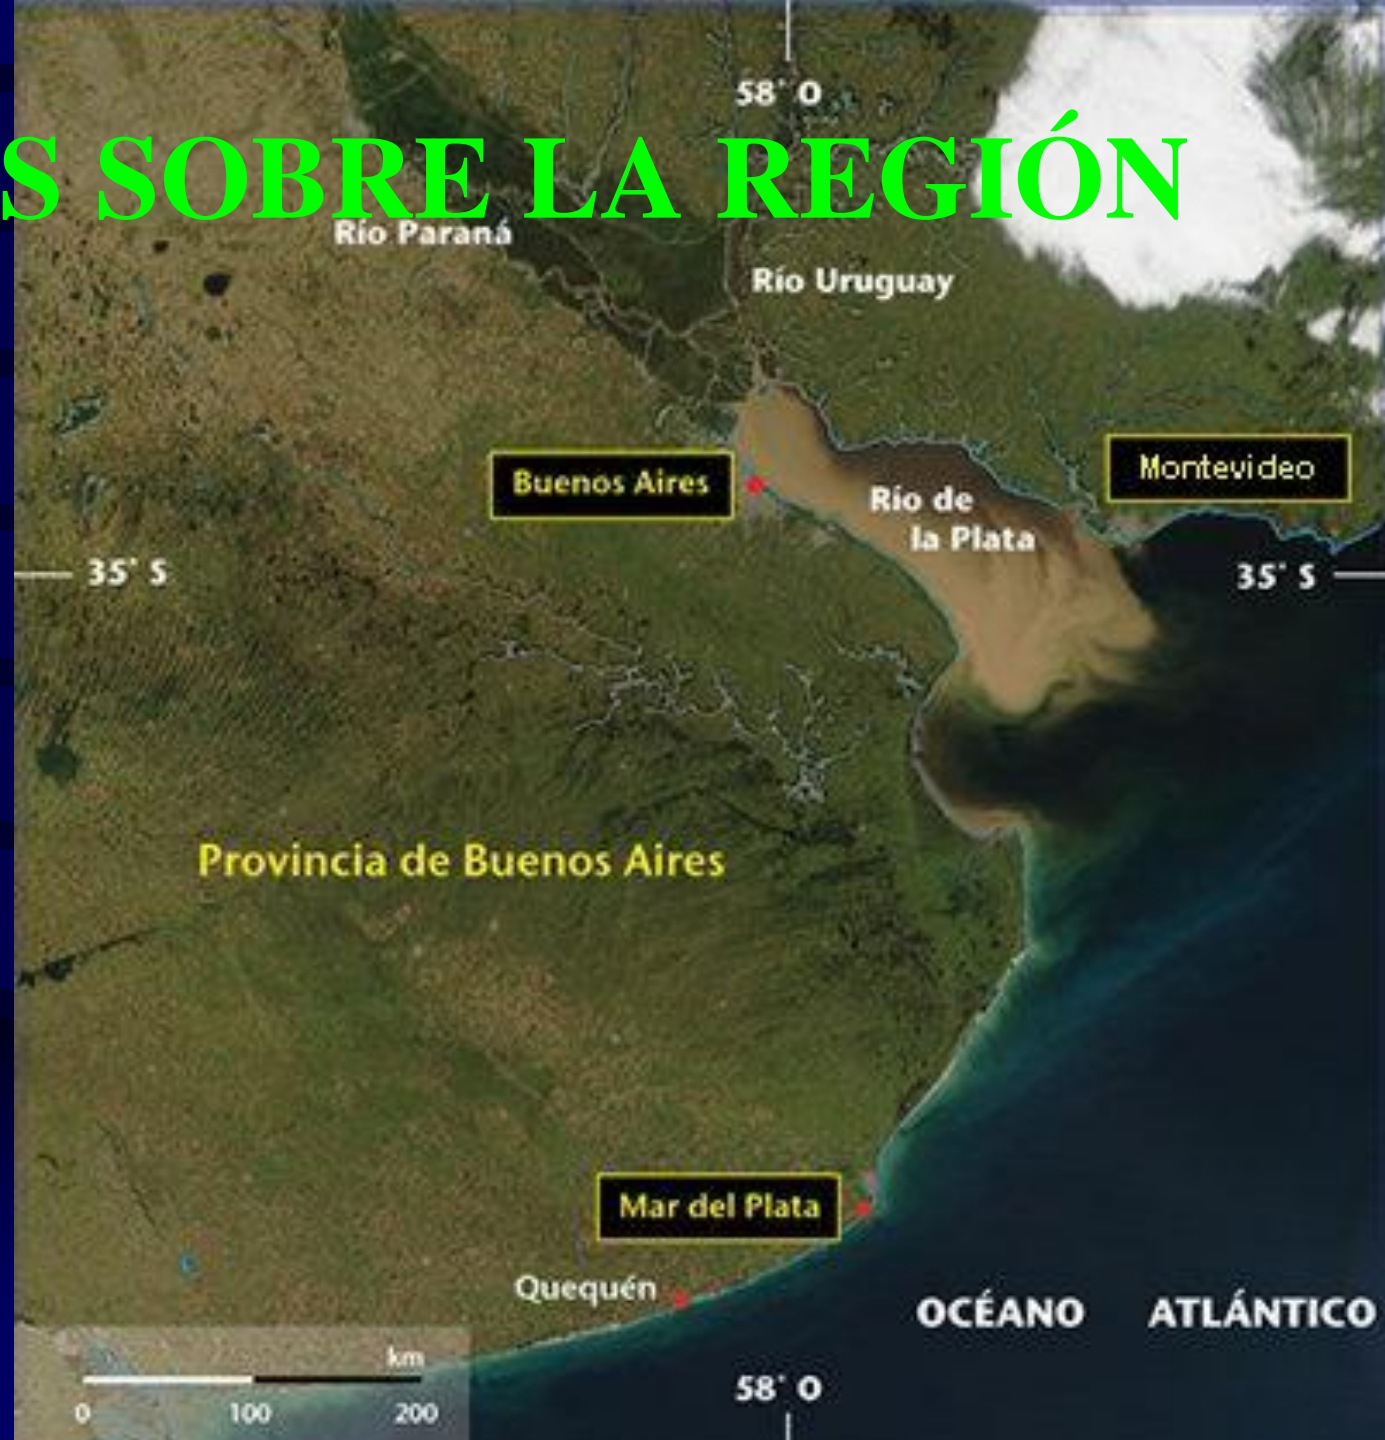 58° O
S SOBRE LA REGIÓN
Río Paraná
Río Uruguay
Buenos Aires
Montevideo
Río de
la Plata
35° S
35° S
Provincia de Buenos Aires
Mar del Plata
Quequén
OCÉANO ATLÁNTICO
km
0 100 200
58° O